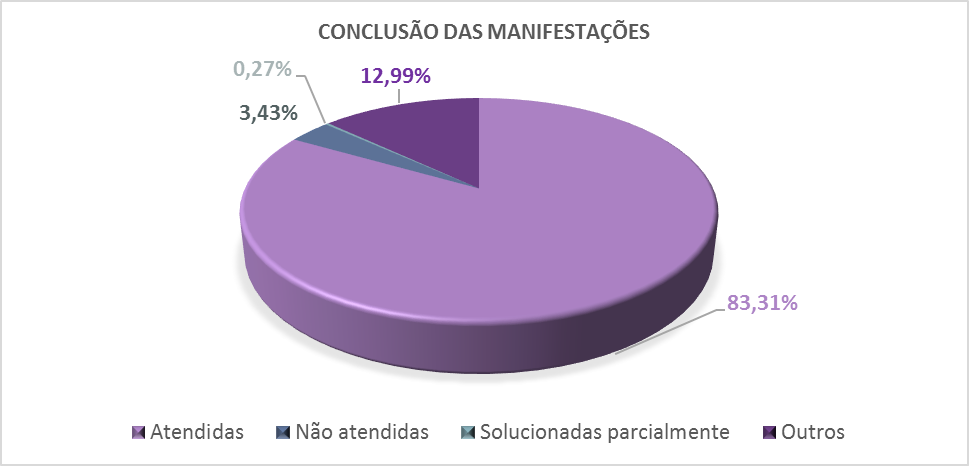 CONCLUSÃO DAS MANIFESTAÇÕES
0,27%
12,99%
3,43%
83,31%
Atendidas
Não atendidas
Solucionadas parcialmente
Outros